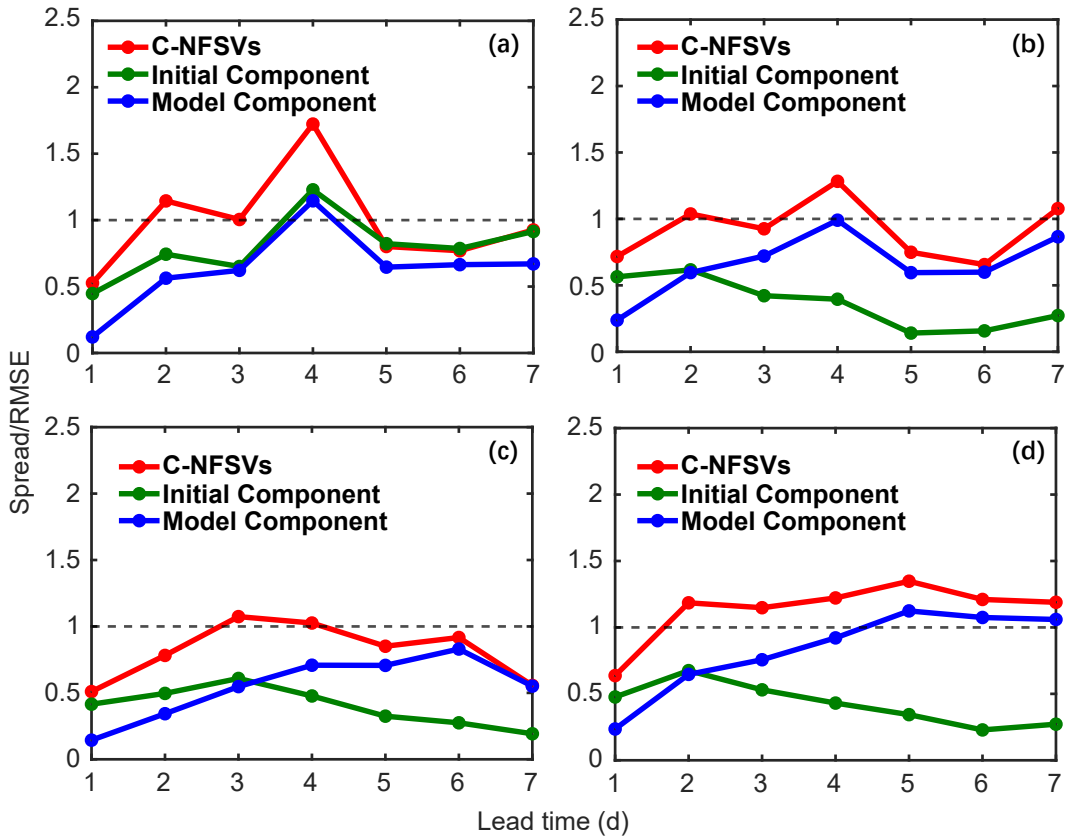 Spread/RMSE
2.5
2
1.5
1
0.5
0
C-NFSVs
Initial Component
Model Component
(a)
1 2 3 4 5 6 7
2.5
2
1.5
1
0.5
0
C-NFSVs
Initial Component
Model Component
(b)
1 2 3 4 5 6 7
2.5
2
1.5
1
0.5
0
C-NFSVs
Initial Component
Model Component
(c)
1 2 3 4 5 6 7
2.5
2
1.5
1
0.5
0
C-NFSVs
Initial Component
Model Component
(d)
1 2 3 4 5 6 7
Lead time (d)